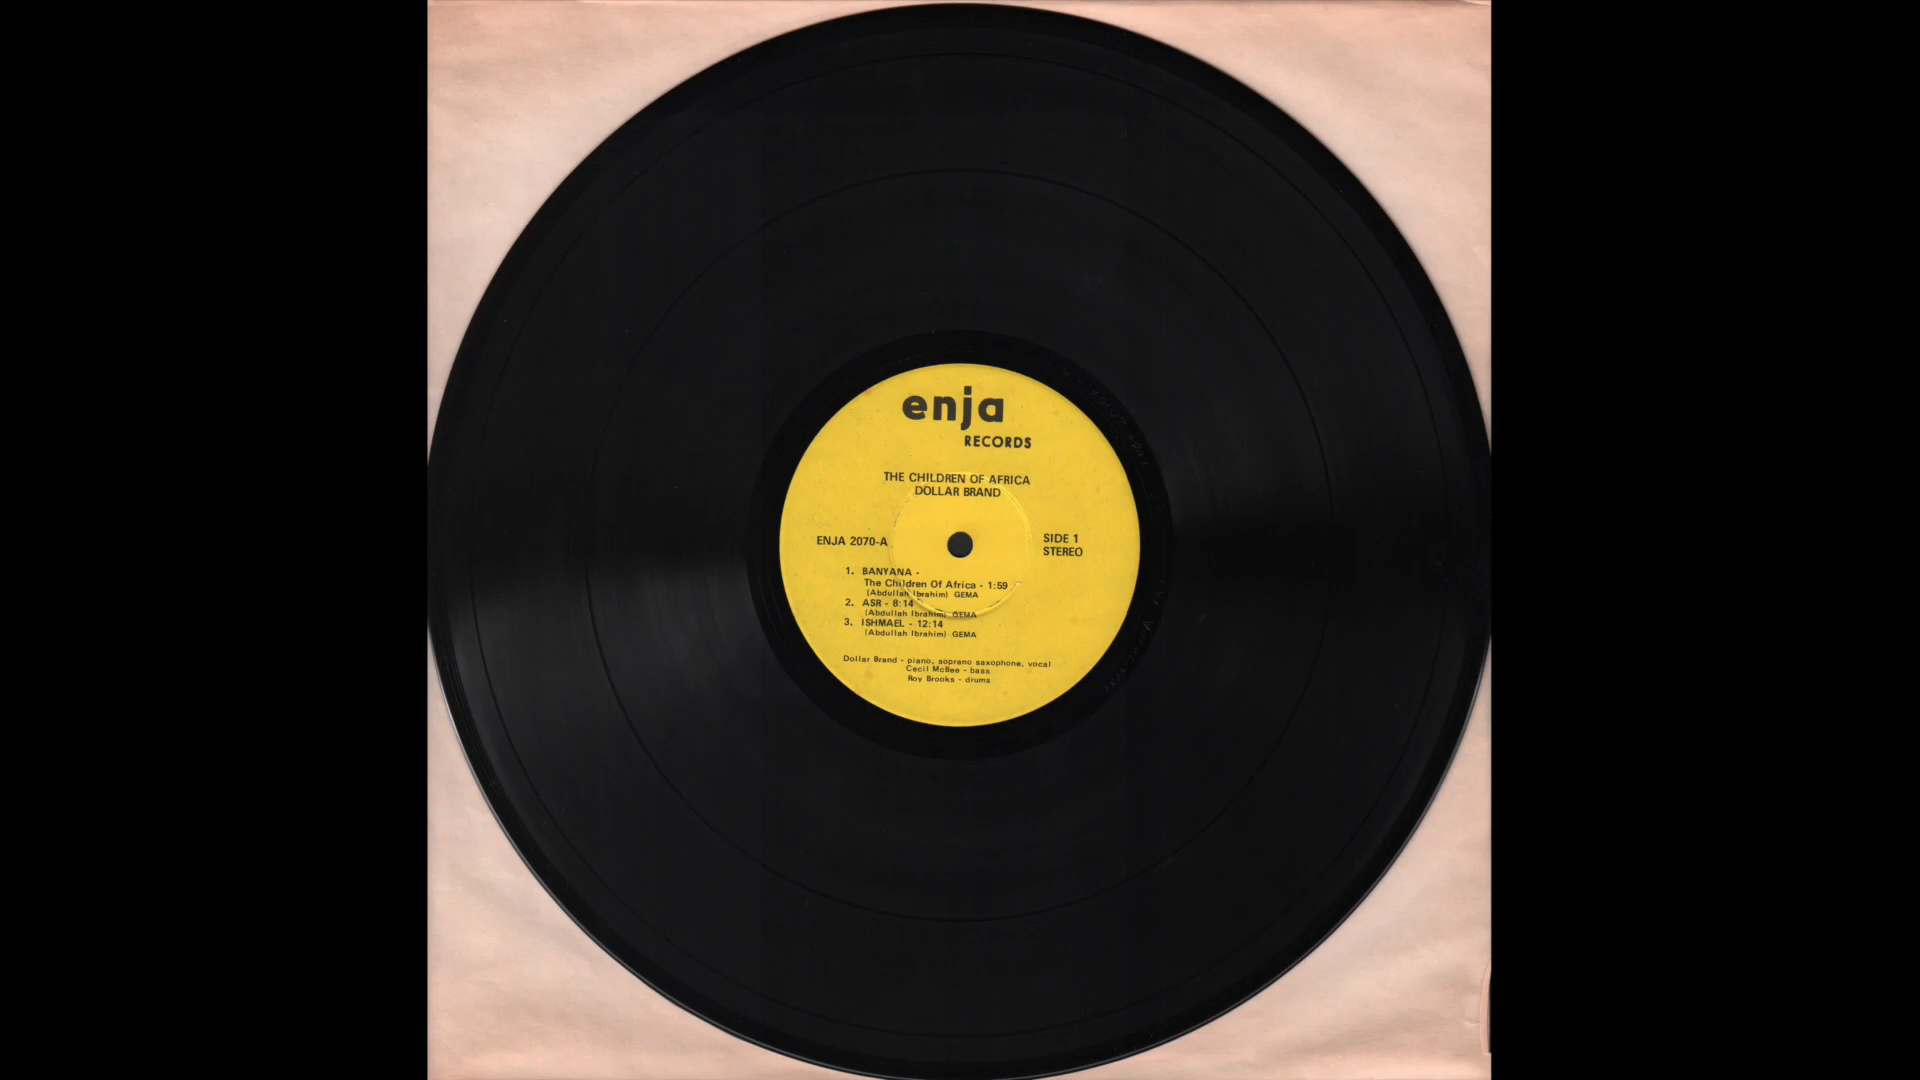 enja
RECORDS
THE CHILDREN OF AFRICA
DOLLAR BRAND
ENJA 2070-A
SIDE 1
STEREO
1. BANYANA -
The Children Of Africa - 1:59
(Abdullah Ibrahim) GEMA
2. ASR - 8:14
(Abdullah Ibrahim) GEMA
3. ISHMAEL - 12:14
(Abdullah Ibrahim) GEMA
Dollar Brand - piano, soprano saxophone, vocal
Cecil McBee - bass
Roy Brooks - drums